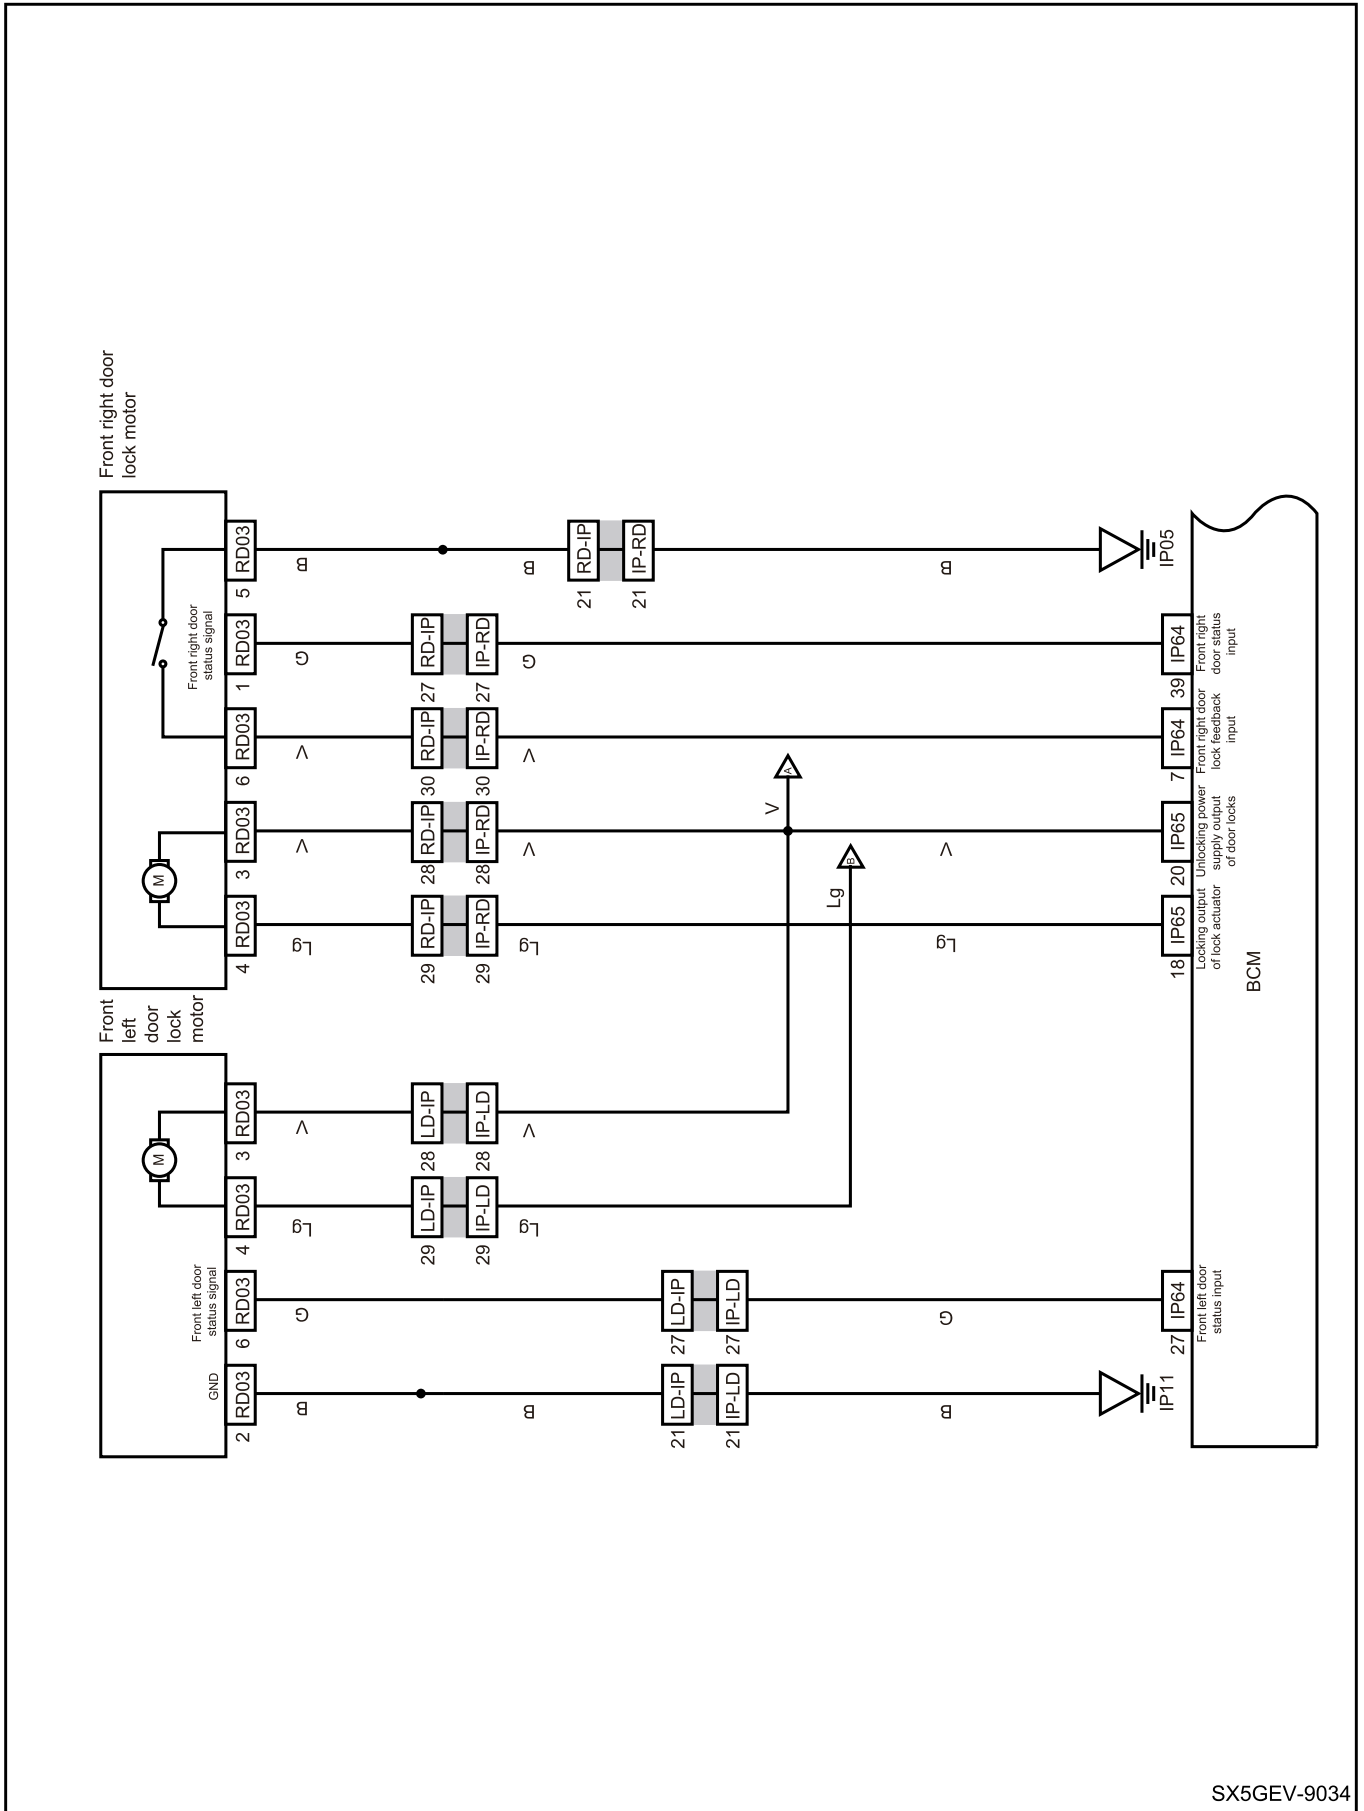 Front right door
lock motor
RD03
5
B
B
RD-IP
21
IP-RD
21
B
IP05
Front right door
status signal
RD03
1
G
RD-IP
27
IP-RD
27
G
IP64
39
Front right
door status
input
RD03
6
V
RD-IP
30
IP-RD
30
V
IP64
7
Front right door
lock feedback
input
M
RD03
3
V
RD-IP
28
IP-RD
28
V
V
A
V
IP65
20
Unlocking power
supply output
of door locks
RD03
4
Lg
RD-IP
29
IP-RD
29
Lg
Lg
B
Lg
IP65
18
Locking output
of lock actuator
BCM
Front
left
door
lock
motor
M
RD03
3
V
LD-IP
28
IP-LD
28
V
RD03
4
Lg
LD-IP
29
IP-LD
29
Lg
Front left door
status signal
RD03
6
G
LD-IP
27
IP-LD
27
G
IP64
27
Front left door
status input
GND
RD03
2
B
B
LD-IP
21
IP-LD
21
B
IP11
SX5GEV-9034